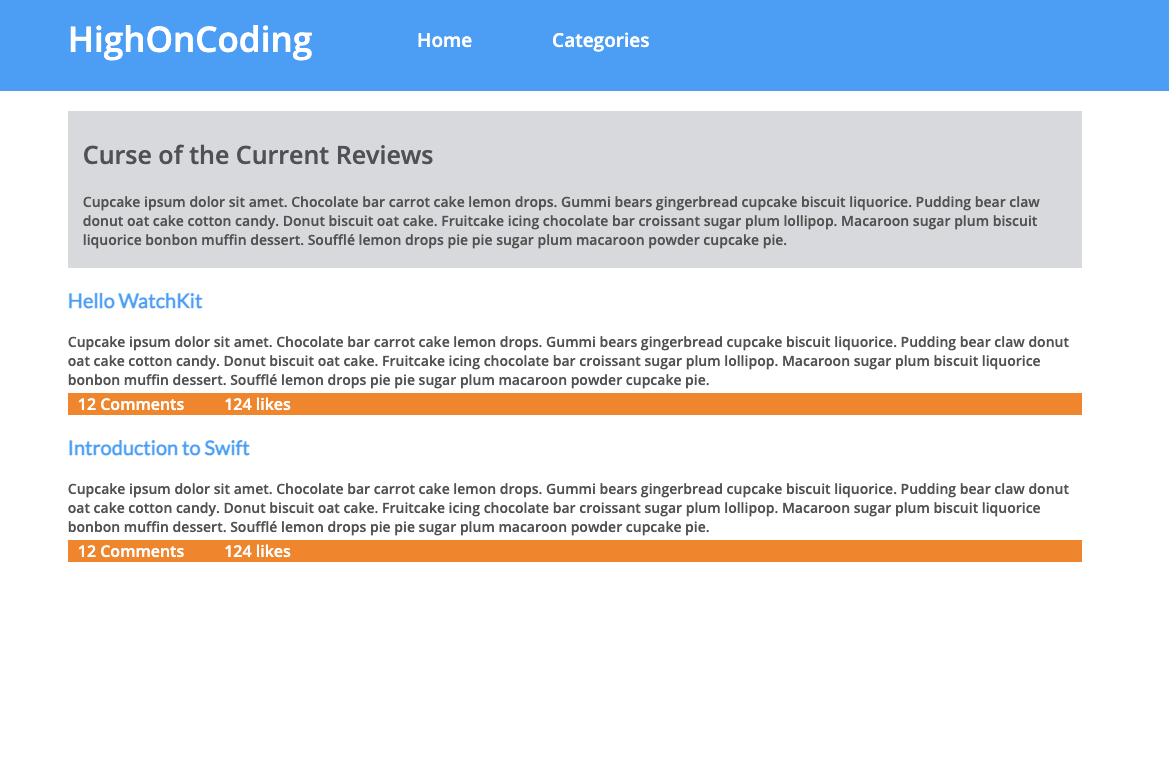 HighOnCoding Home Categories
Curse of the Current Reviews
Cupcake ipsum dolor sit amet. Chocolate bar carrot cake lemon drops. Gummi bears gingerbread cupcake biscuit liquorice. Pudding bear claw
donut oat cake cotton candy. Donut biscuit oat cake. Fruitcake icing chocolate bar croissant sugar plum lollipop. Macaroon sugar plum biscuit
liquorice bonbon muffin dessert. Soufflé lemon drops pie pie sugar plum macaroon powder cupcake pie.
Hello WatchKit
Cupcake ipsum dolor sit amet. Chocolate bar carrot cake lemon drops. Gummi bears gingerbread cupcake biscuit liquorice. Pudding bear claw donut
oat cake cotton candy. Donut biscuit oat cake. Fruitcake icing chocolate bar croissant sugar plum lollipop. Macaroon sugar plum biscuit liquorice
bonbon muffin dessert. Soufflé lemon drops pie pie sugar plum macaroon powder cupcake pie.
12 Comments 124 likes
Introduction to Swift
Cupcake ipsum dolor sit amet. Chocolate bar carrot cake lemon drops. Gummi bears gingerbread cupcake biscuit liquorice. Pudding bear claw donut
oat cake cotton candy. Donut biscuit oat cake. Fruitcake icing chocolate bar croissant sugar plum lollipop. Macaroon sugar plum biscuit liquorice
bonbon muffin dessert. Soufflé lemon drops pie pie sugar plum macaroon powder cupcake pie.
12 Comments 124 likes